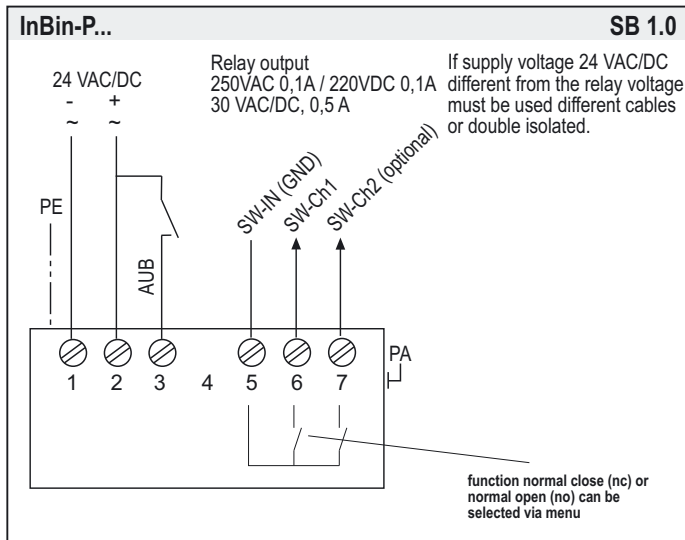 InBin-P...
SB 1.0
24 VAC/DC
- +
~ ~
Relay output
250VAC 0,1A / 220VDC 0,1A
30 VAC/DC, 0,5 A
If supply voltage 24 VAC/DC
different from the relay voltage
must be used different cables
or double isolated.
PE
AUB
SW-IN (GND)
SW-Ch1
SW-Ch2 (optional)
PA
1 2 3 4 5 6 7
function normal close (nc) or
normal open (no) can be
selected via menu